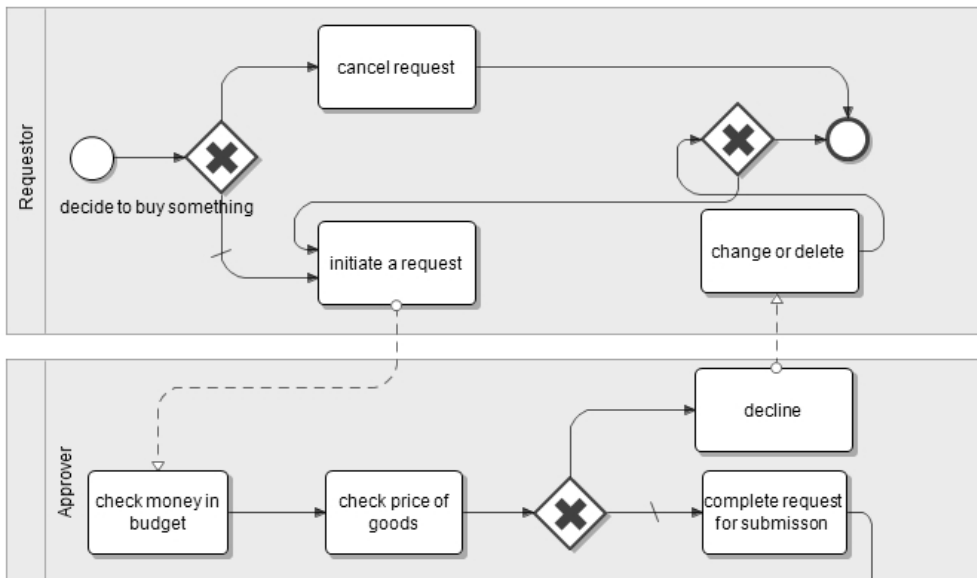 Requestor
cancel request
decide to buy something
initiate a request
change or delete
Approver
decline
check money in
budget
check price of
goods
complete request
for submisson